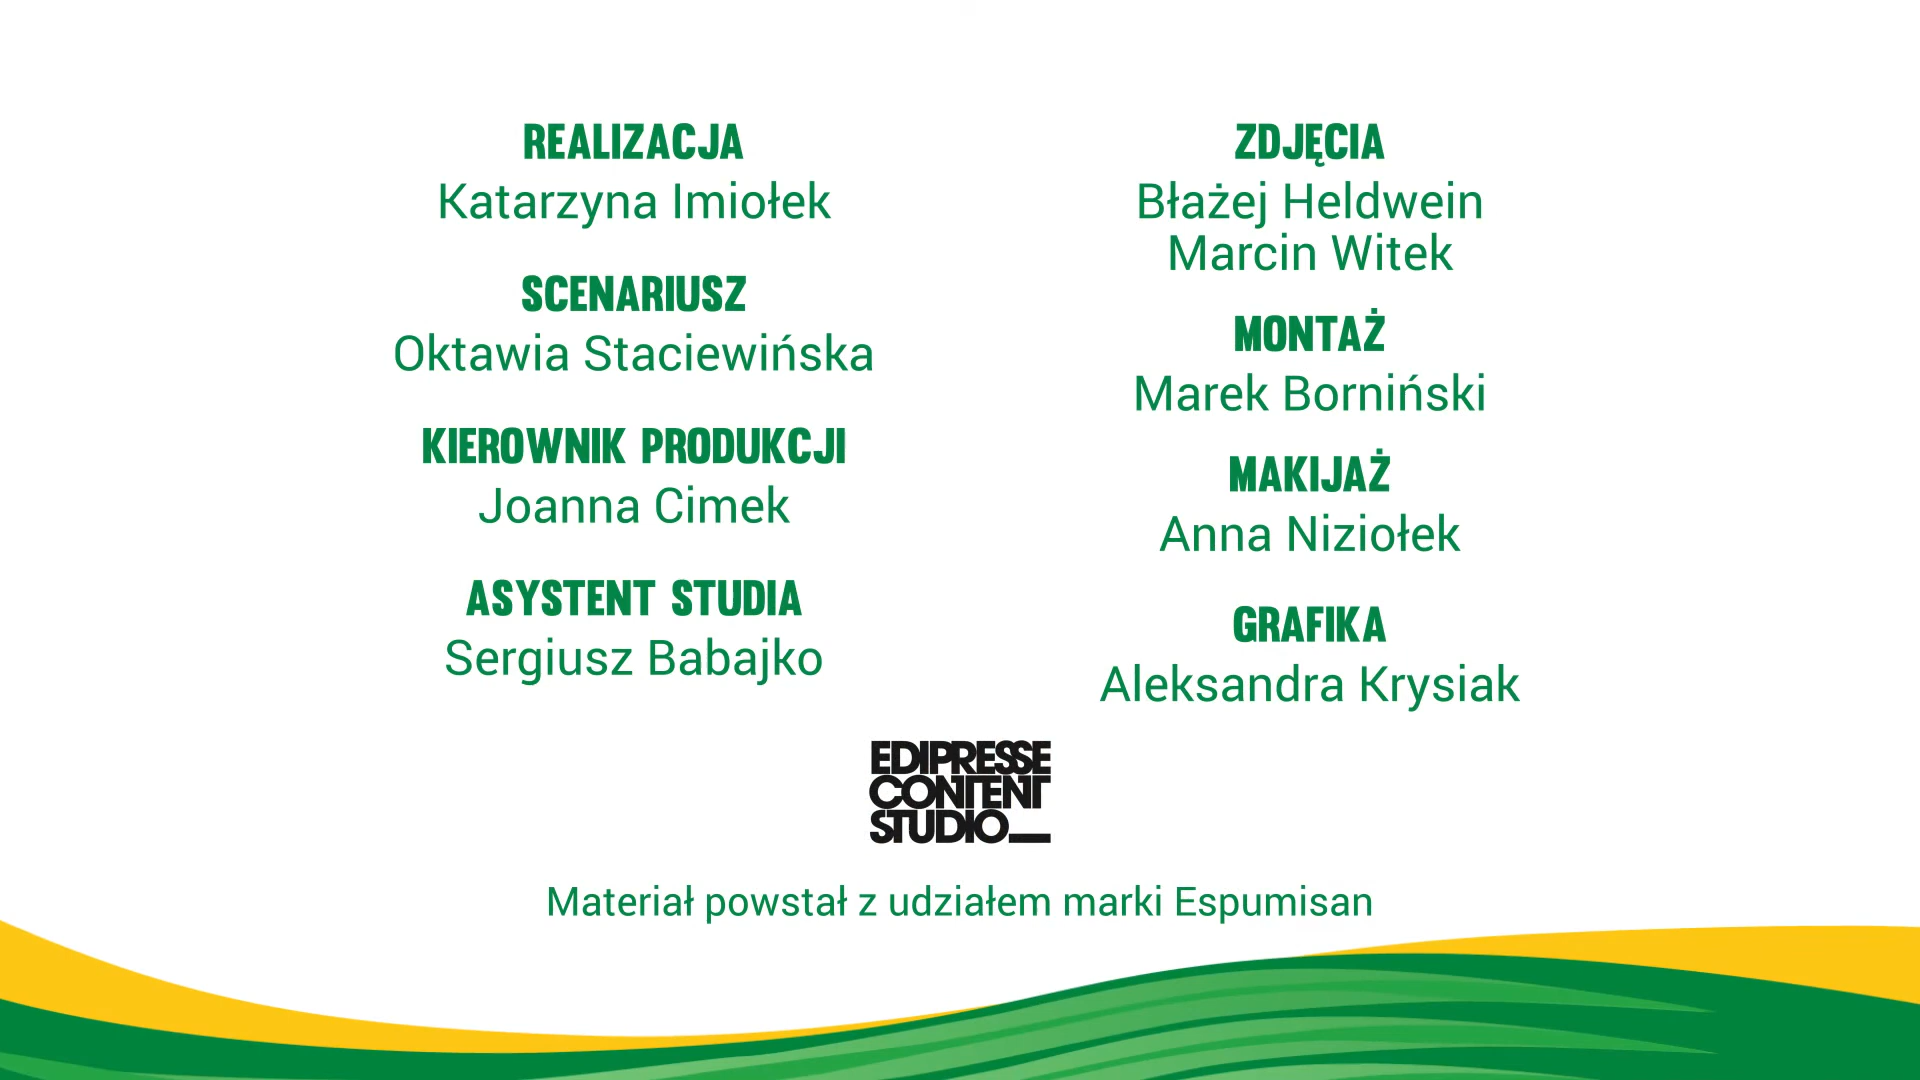 REALIZACJA
Katarzyna Imiołek
SCENARIUSZ
Oktawia Staciewińska
KIEROWNIK PRODUKCJI
Joanna Cimek
ASYSTENT STUDIA
Sergiusz Babajko
ZDJĘCIA
Błażej Heldwein
Marcin Witek
MONTAŻ
Marek Borniński
MAKIJAŻ
Anna Niziołek
GRAFIKA
Aleksandra Krysiak
EDIPRESSE
CONTENT
STUDIO_
Materiał powstał z udziałem marki Espumisan